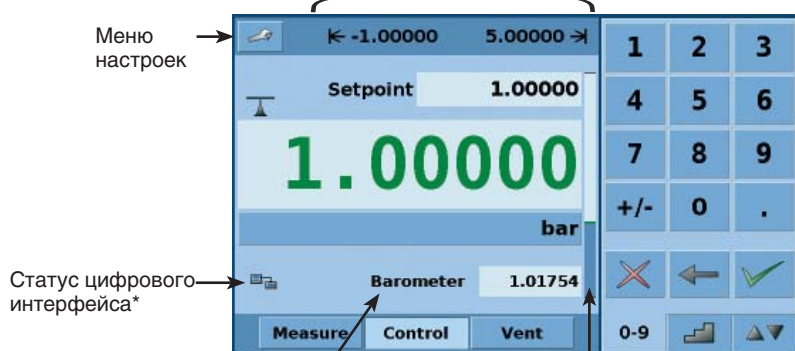 Меню
настроек
-1.00000 5.00000
Setpoint 1.00000
1.00000
bar
Статус цифрового
интерфейса*
Barometer 1.01754
Measure Control Vent
1 2 3
4 5 6
7 8 9
+/- 0 .
0-9